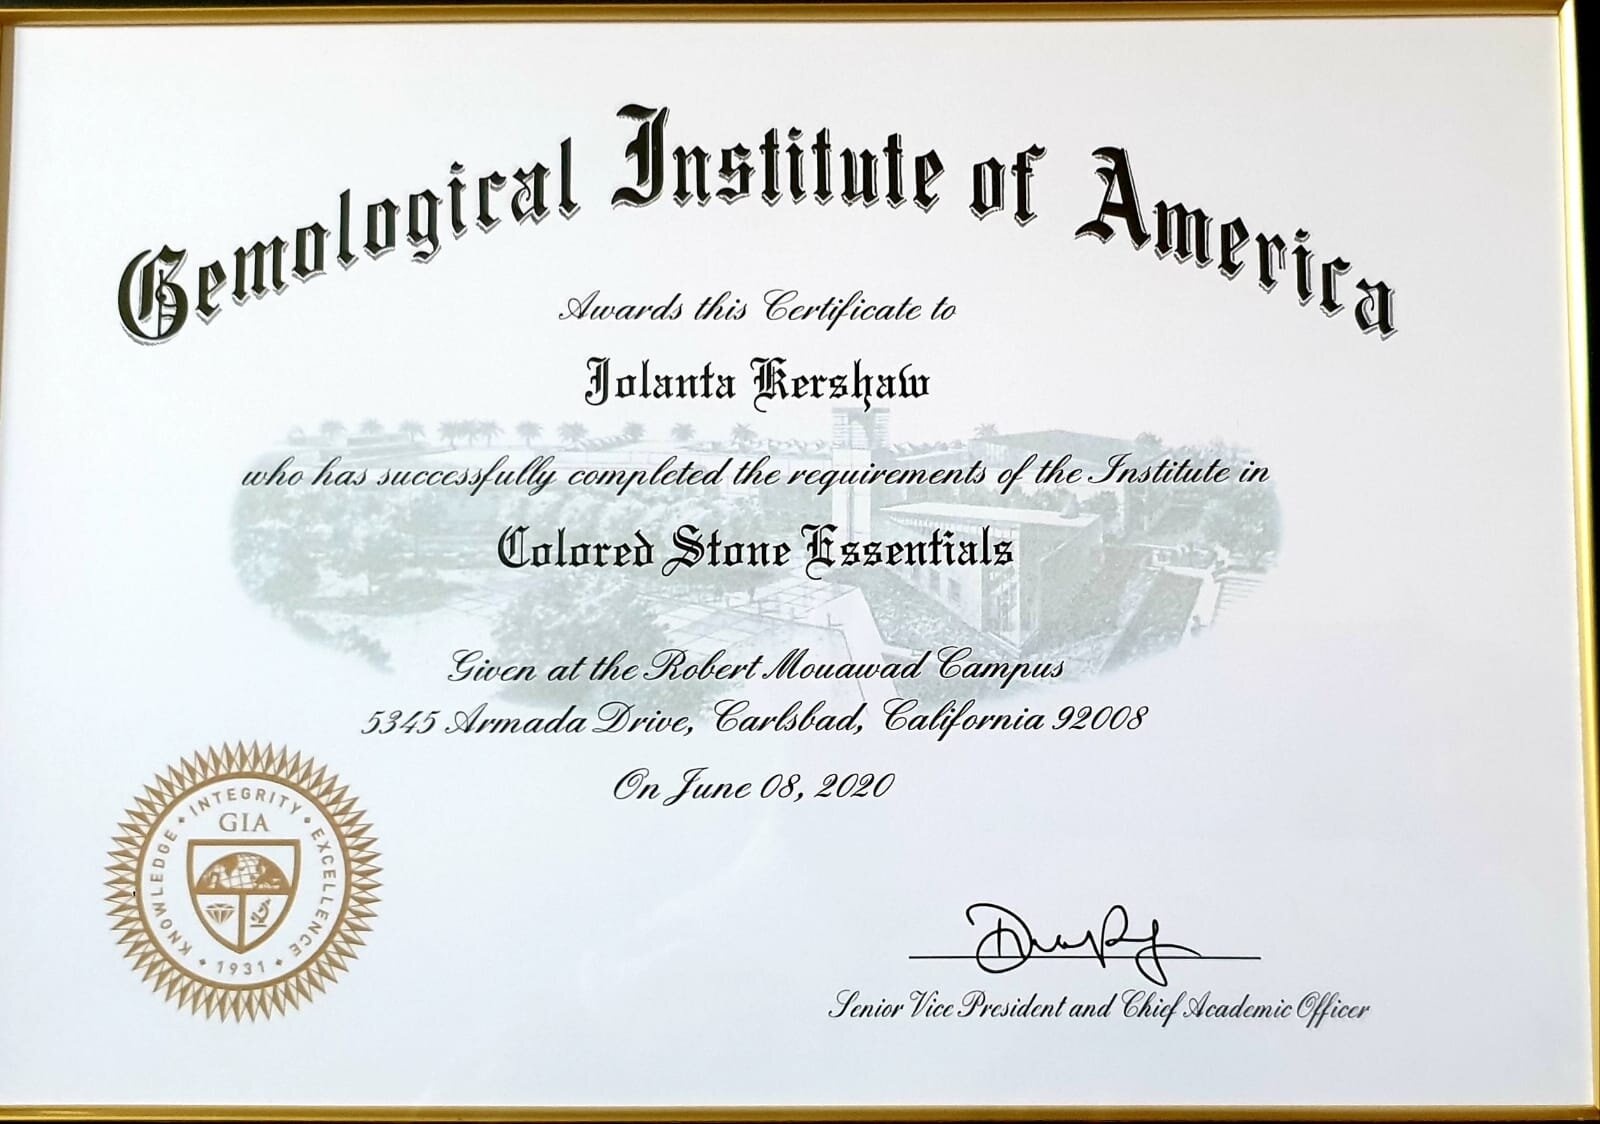 Gemological Institute of America
Awards this Certificate to
Jolanta Kershaw
who has successfully completed the requirements of the Institute in
Colored Stone Essentials
Given at the Robert Mouawad Campus
5345 Armada Drive, Carlsbad, California 92008
On June 08, 2020
KNOWLEDGE • INTEGRITY • EXCELLENCE • 1931 •
GIA
Senior Vice President and Chief Academic Officer